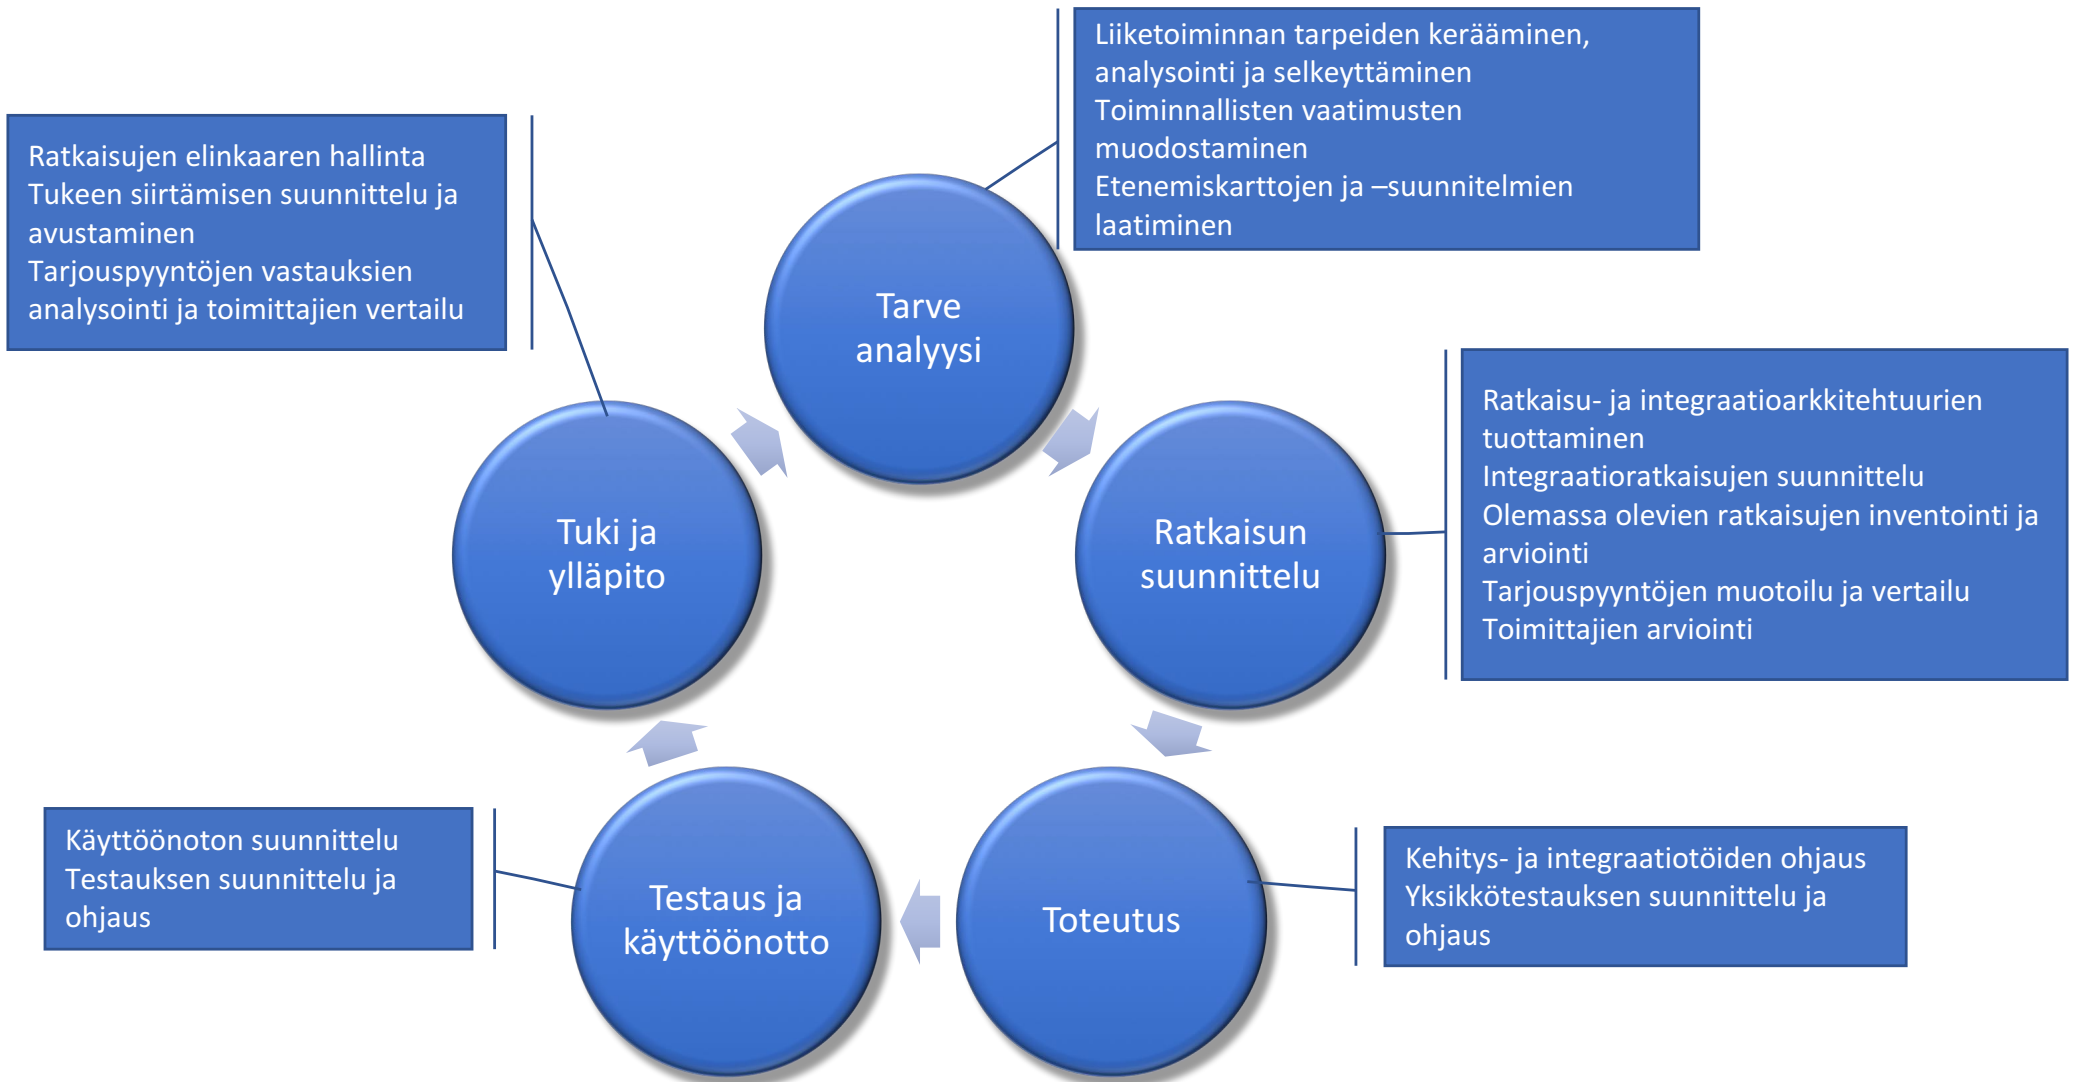 Liiketoiminnan tarpeiden kerääminen,
analysointi ja selkeyttäminen
Toiminnallisten vaatimusten
muodostaminen
Etenemiskarttojen ja –suunnitelmien
laatiminen
Ratkaisujen elinkaaren hallinta
Tukeen siirtämisen suunnittelu ja
avustaminen
Tarjouspyyntöjen vastauksien
analysointi ja toimittajien vertailu
Tarve
analyysi
Ratkaisu- ja integraatioarkkitehtuurien
tuottaminen
Integraatioratkaisujen suunnittelu
Olemassa olevien ratkaisujen inventointi ja
arviointi
Tarjouspyyntöjen muotoilu ja vertailu
Toimittajien arviointi
Tuki ja
ylläpito
Ratkaisun
suunnittelu
Käyttöönoton suunnittelu
Testauksen suunnittelu ja
ohjaus
Testaus ja
käyttöönotto
Toteutus
Kehitys- ja integraatiotöiden ohjaus
Yksikkötestauksen suunnittelu ja
ohjaus